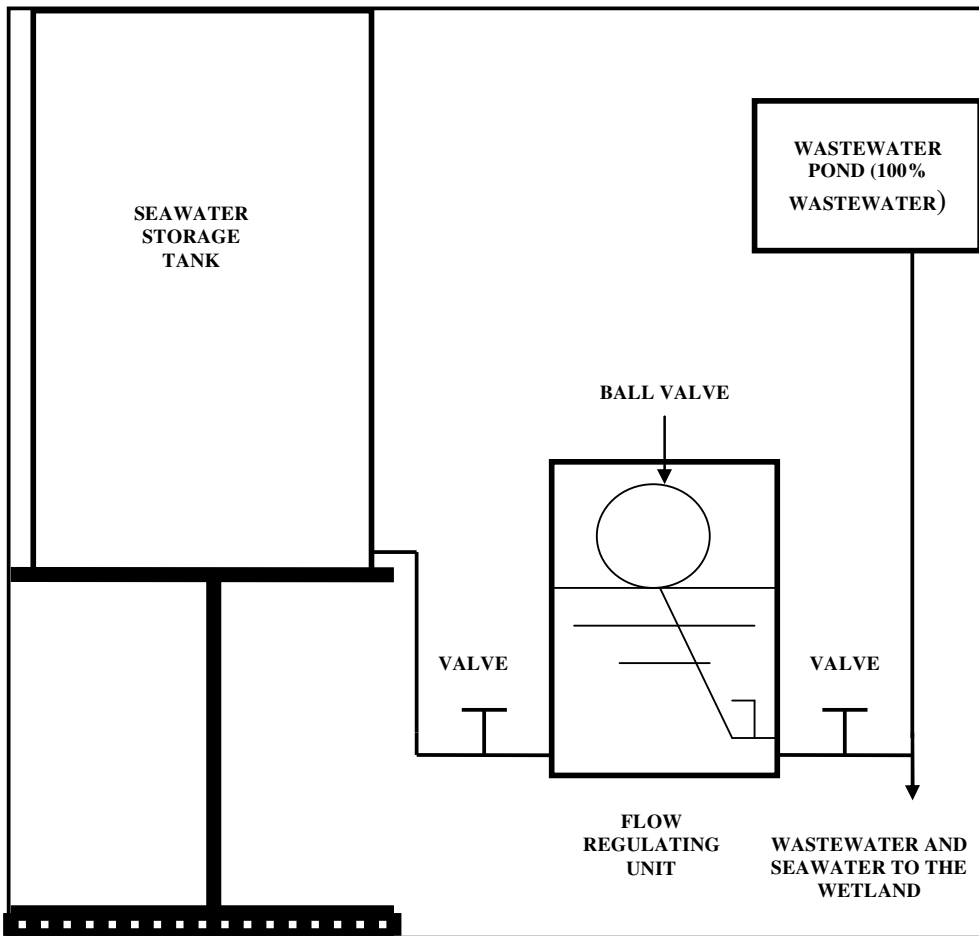 WASTEWATER
POND (100%
WASTEWATER)
SEAWATER
STORAGE
TANK
BALL VALVE
VALVE
VALVE
FLOW
REGULATING
UNIT
WASTEWATER AND
SEAWATER TO THE
WETLAND